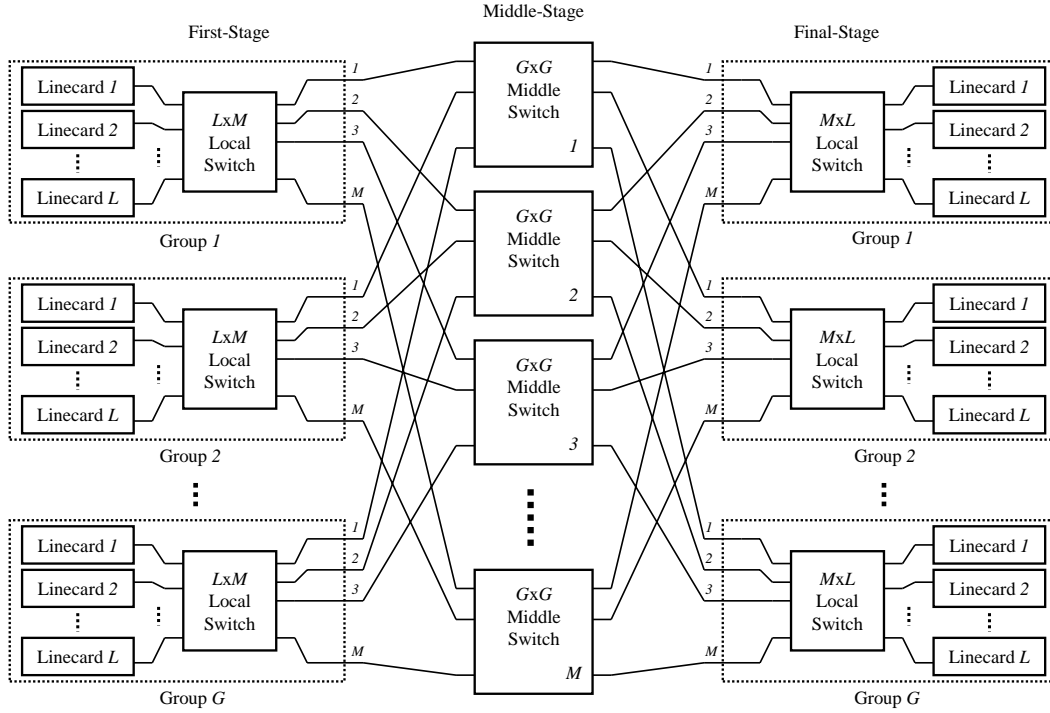 First-Stage
Middle-Stage
Final-Stage
Linecard 1
Linecard 2
Linecard L
LxM
Local
Switch
1
2
3
M
Group 1
Linecard 1
Linecard 2
Linecard L
LxM
Local
Switch
1
2
3
M
Group 2
Linecard 1
Linecard 2
Linecard L
LxM
Local
Switch
1
2
3
M
Group G
GxG
Middle
Switch
1
GxG
Middle
Switch
2
GxG
Middle
Switch
3
GxG
Middle
Switch
M
1
2
3
M
MxL
Local
Switch
Linecard 1
Linecard 2
Linecard L
Group 1
1
2
3
M
MxL
Local
Switch
Linecard 1
Linecard 2
Linecard L
Group 2
1
2
3
M
MxL
Local
Switch
Linecard 1
Linecard 2
Linecard L
Group G